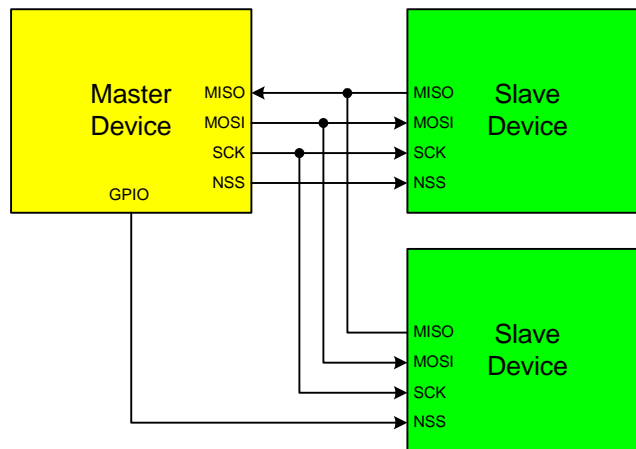 Master
Device
MISO
MOSI
SCK
NSS
GPIO
MISO
MOSI
SCK
NSS
Slave
Device
MISO
MOSI
SCK
NSS
Slave
Device